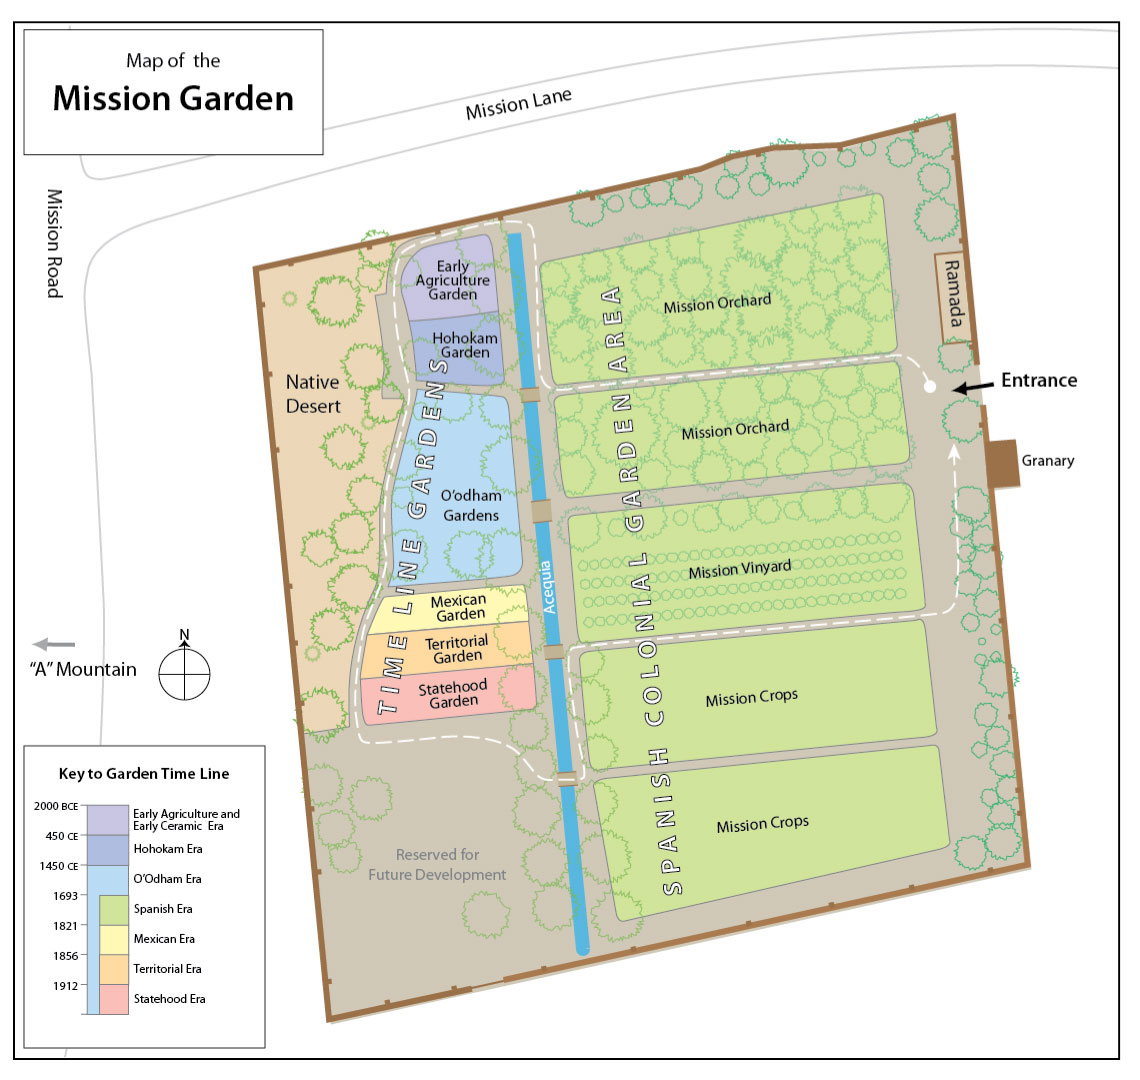 Map of the
Mission Garden
Mission Lane
Mission Road
Early
Agriculture
Garden
Hohokam
Garden
Native
Desert
O'odham
Gardens
TIME LINE GARDENS
Mexican
Garden
Territorial
Garden
Statehood
Garden
Acequia
SPANISH COLONIAL GARDEN AREA
Mission Orchard
Mission Orchard
Mission Vinyard
Mission Crops
Mission Crops
Ramada
Entrance
Granary
"A" Mountain
N
Reserved for
Future Development
Key to Garden Time Line
2000 BCE
Early Agriculture and
Early Ceramic Era
450 CE
Hohokam Era
1450 CE
O'Odham Era
1693
Spanish Era
1821
Mexican Era
1856
Territorial Era
1912
Statehood Era